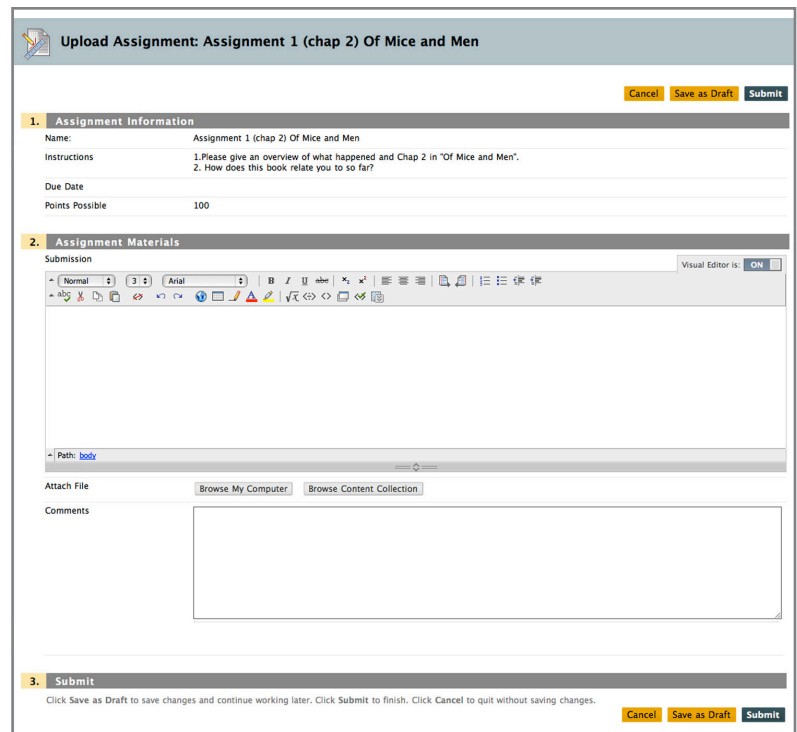 Upload Assignment: Assignment 1 (chap 2) Of Mice and Men
Cancel Save as Draft Submit
1. Assignment Information
Name: Assignment 1 (chap 2) Of Mice and Men
Instructions 1.Please give an overview of what happened and Chap 2 in "Of Mice and Men".
2. How does this book relate you to so far?
Due Date
Points Possible 100
2. Assignment Materials
Submission
Visual Editor is: ON
Normal 3 Arial B I U abc x₂ x²
abc
Path: body
Attach File Browse My Computer Browse Content Collection
Comments
3. Submit
Click Save as Draft to save changes and continue working later. Click Submit to finish. Click Cancel to quit without saving changes.
Cancel Save as Draft Submit